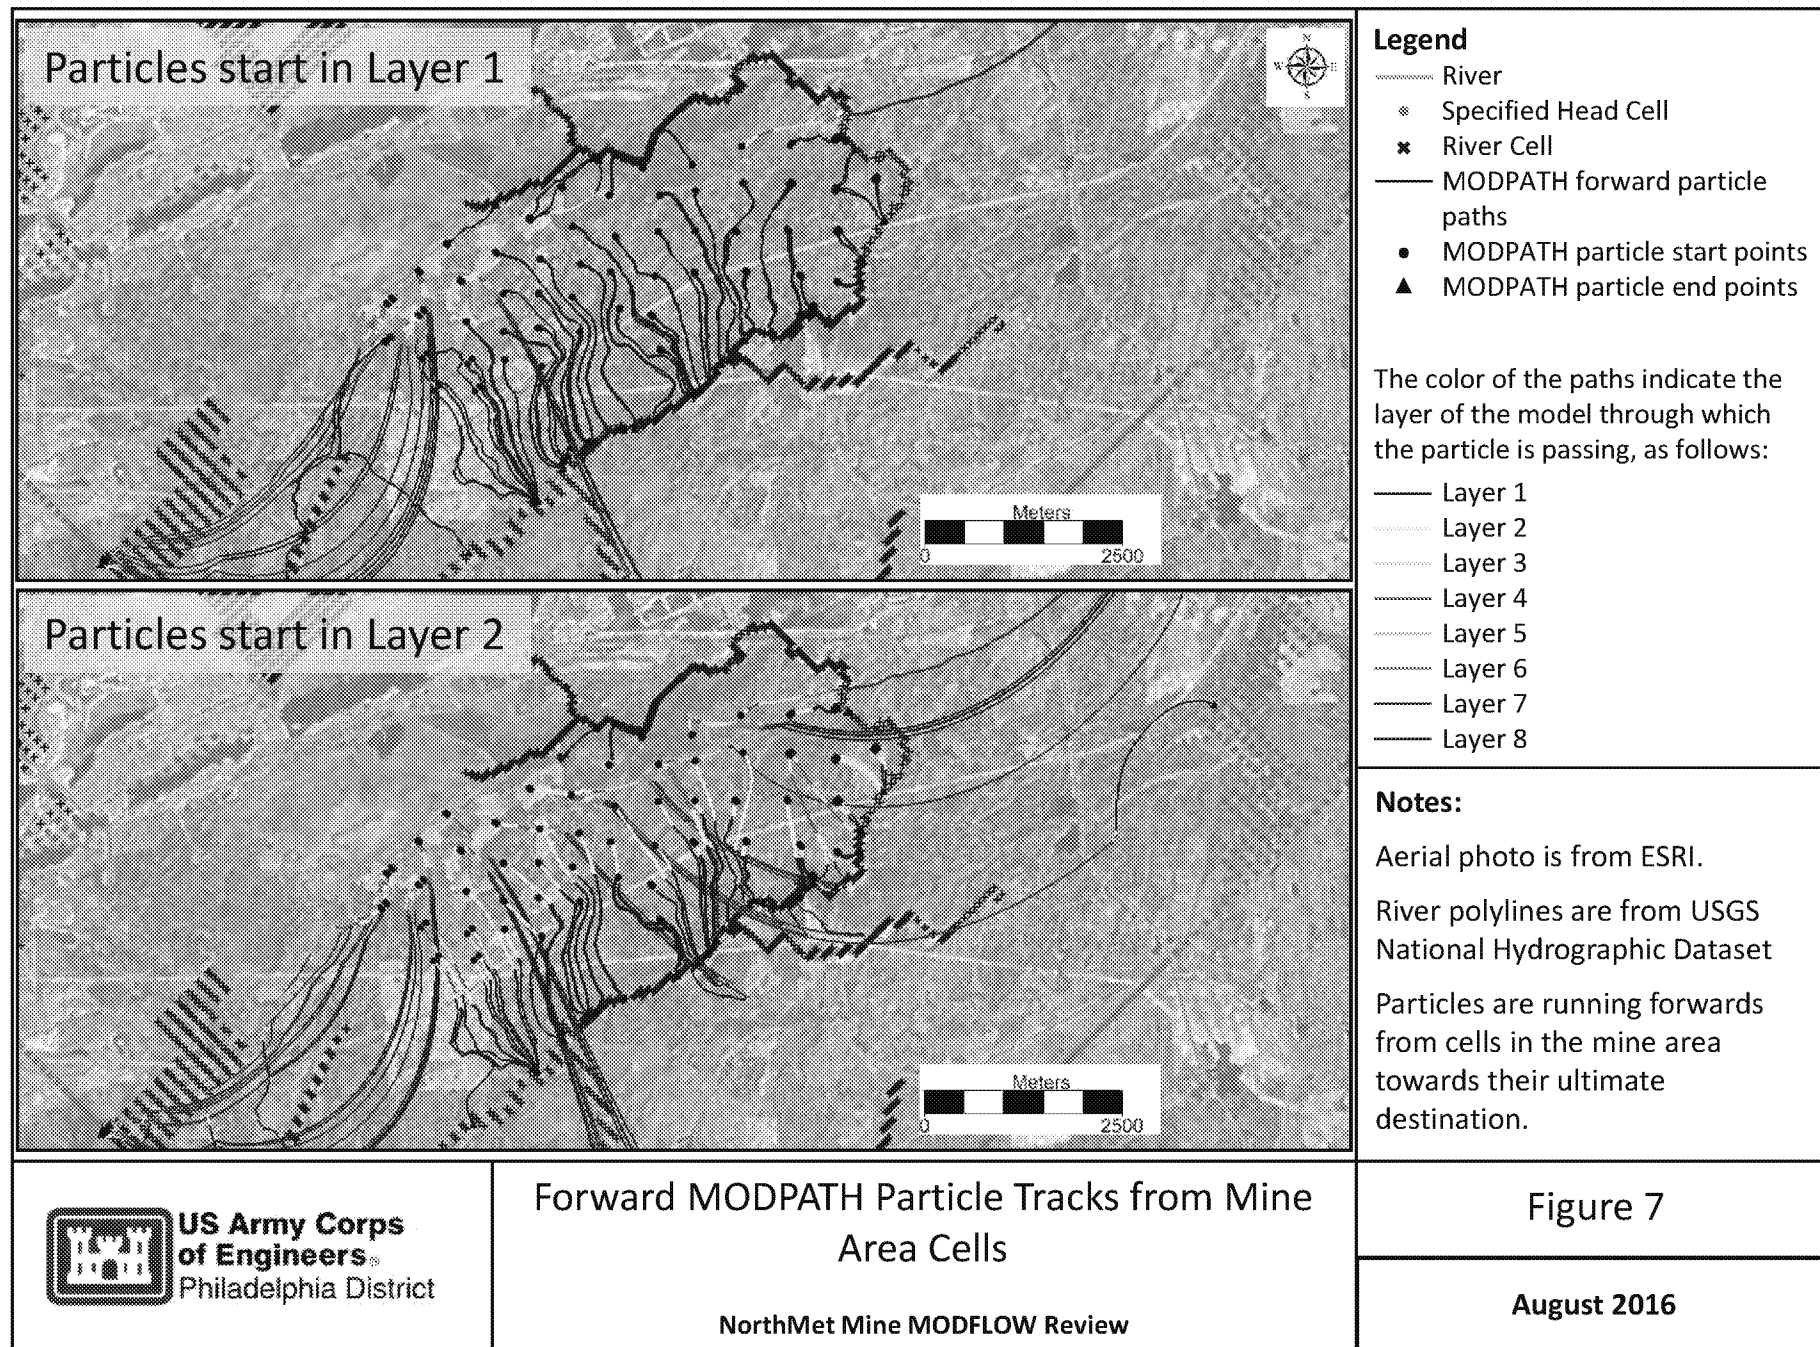 Particles start in Layer 1
N
W
E
S
Meters
0
2500
Particles start in Layer 2
Meters
0
2500
Legend
River
Specified Head Cell
River Cell
MODPATH forward particle
paths
MODPATH particle start points
MODPATH particle end points
The color of the paths indicate the
layer of the model through which
the particle is passing, as follows:
Layer 1
Layer 2
Layer 3
Layer 4
Layer 5
Layer 6
Layer 7
Layer 8
Notes:
Aerial photo is from ESRI.
River polylines are from USGS
National Hydrographic Dataset
Particles are running forwards
from cells in the mine area
towards their ultimate
destination.
US Army Corps
of Engineers®
Philadelphia District
Forward MODPATH Particle Tracks from Mine
Area Cells
NorthMet Mine MODFLOW Review
Figure 7
August 2016